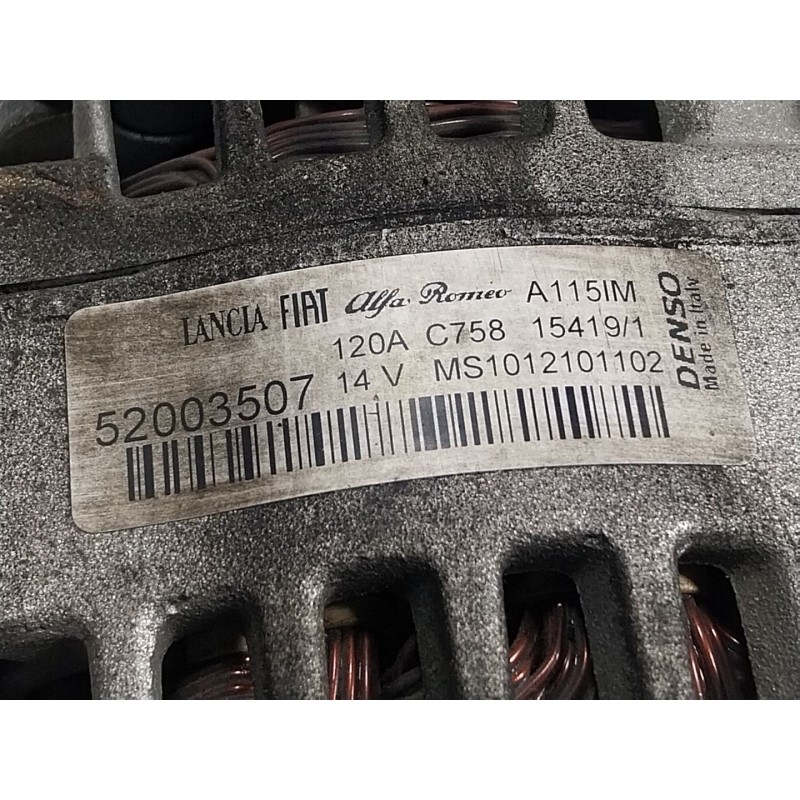 LANCIA FIAT Alfa Romeo A115IM
120A C758 15419/1
52003507 14 V MS1012101102
DENSO
Made in Italy